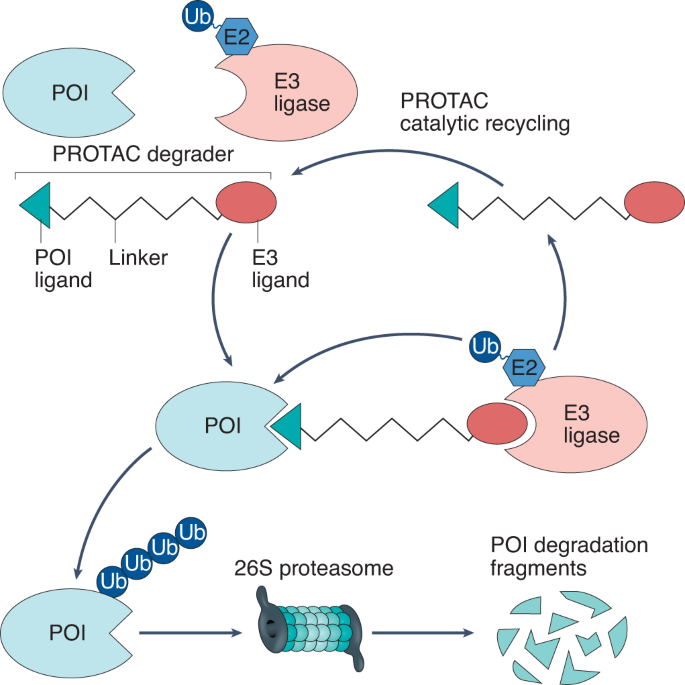 Ub
E2
POI
E3
ligase
PROTAC
catalytic recycling
PROTAC degrader
POI
ligand
Linker
E3
ligand
Ub
E2
POI
E3
ligase
Ub
Ub
Ub
Ub
POI
26S proteasome
POI degradation
fragments